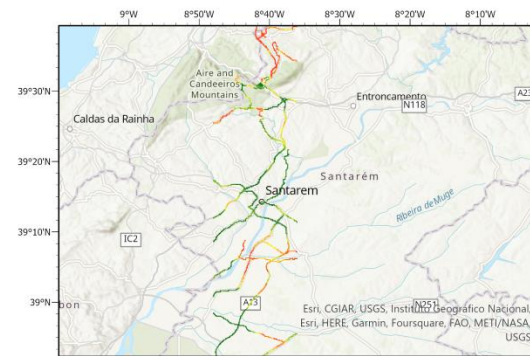 9°W 8°50'W 8°40'W 8°30'W 8°20'W 8°10'W
39°30'N
39°20'N
39°10'N
39°N
Aire and
Candeeiros
Mountains
Entroncamento
N118
A23
Caldas da Rainha
Santarém
Santarem
Ribeira de Muge
IC2
bon
A13
N251
Esri, CGIAR, USGS, Instituto Geográfico Nacional,
Esri, HERE, Garmin, Foursquare, FAO, METI/NASA,
USGS